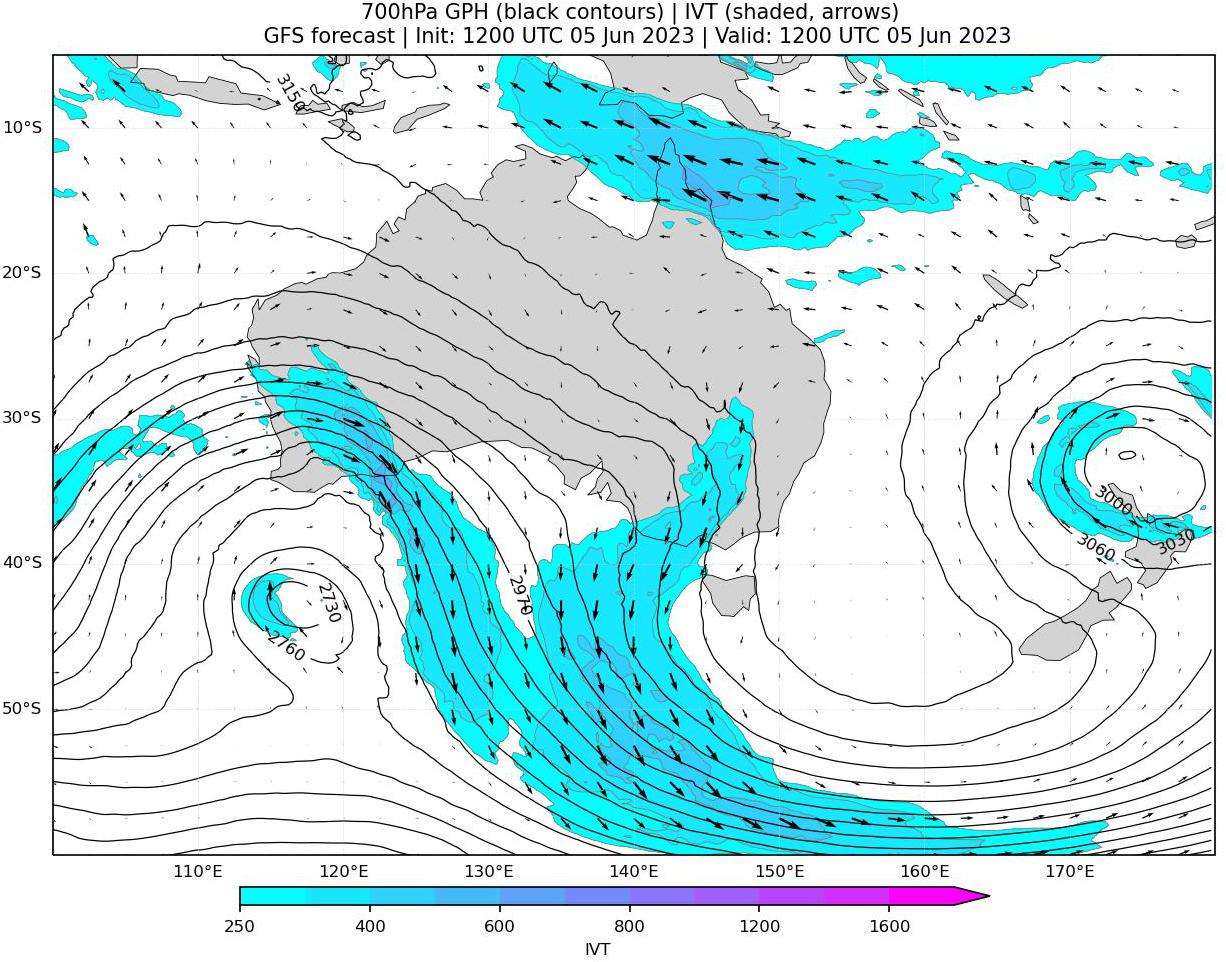 700hPa GPH (black contours) | IVT (shaded, arrows)
GFS forecast | Init: 1200 UTC 05 Jun 2023 | Valid: 1200 UTC 05 Jun 2023
3150
10°S
20°S
30°S
3000
3030
3060
40°S
2970
2730
2760
50°S
110°E 120°E 130°E 140°E 150°E 160°E 170°E
250 400 600 800 1200 1600
IVT